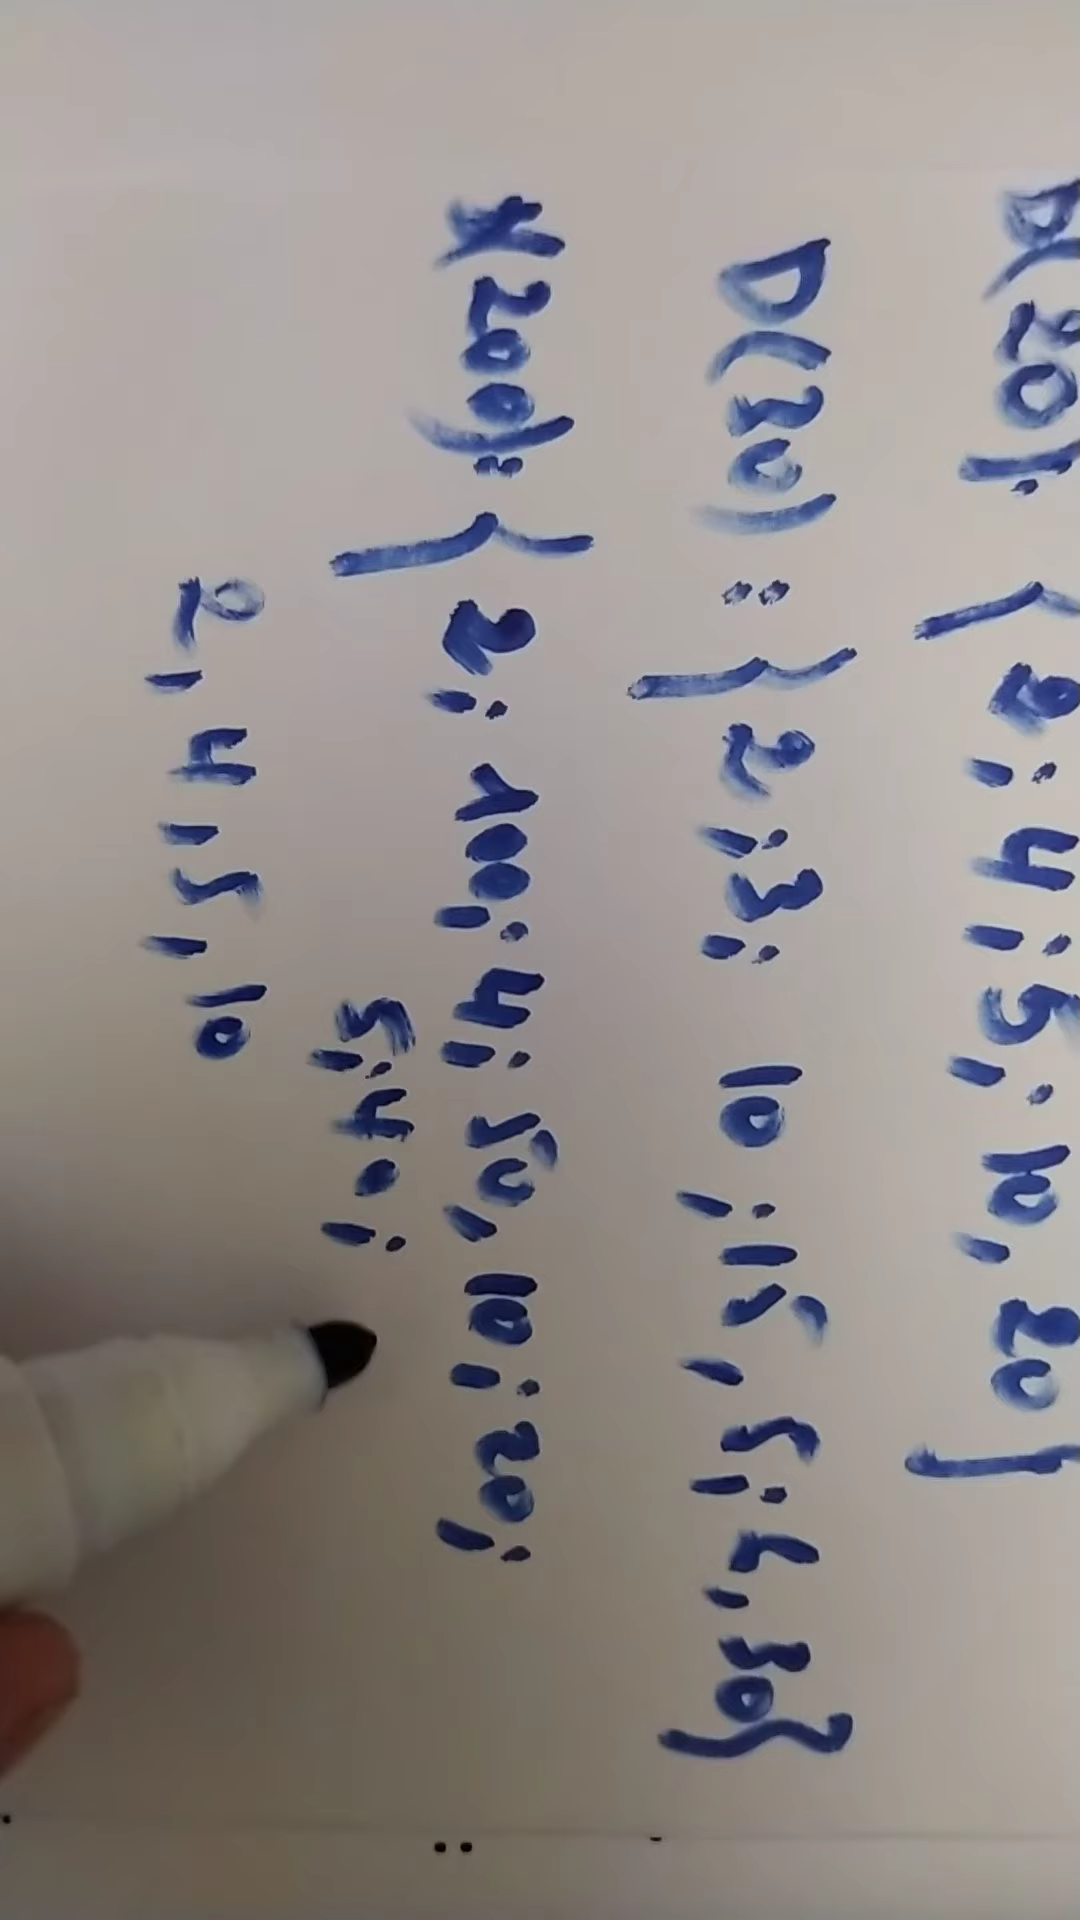 D(20): {2; 4; 5; 10, 20}
D(30): {2; 3; 10; 15, 5; 6, 30}
(200): {2; 100; 4; 50, 10; 20;
5; 40;
2, 4, 5, 10